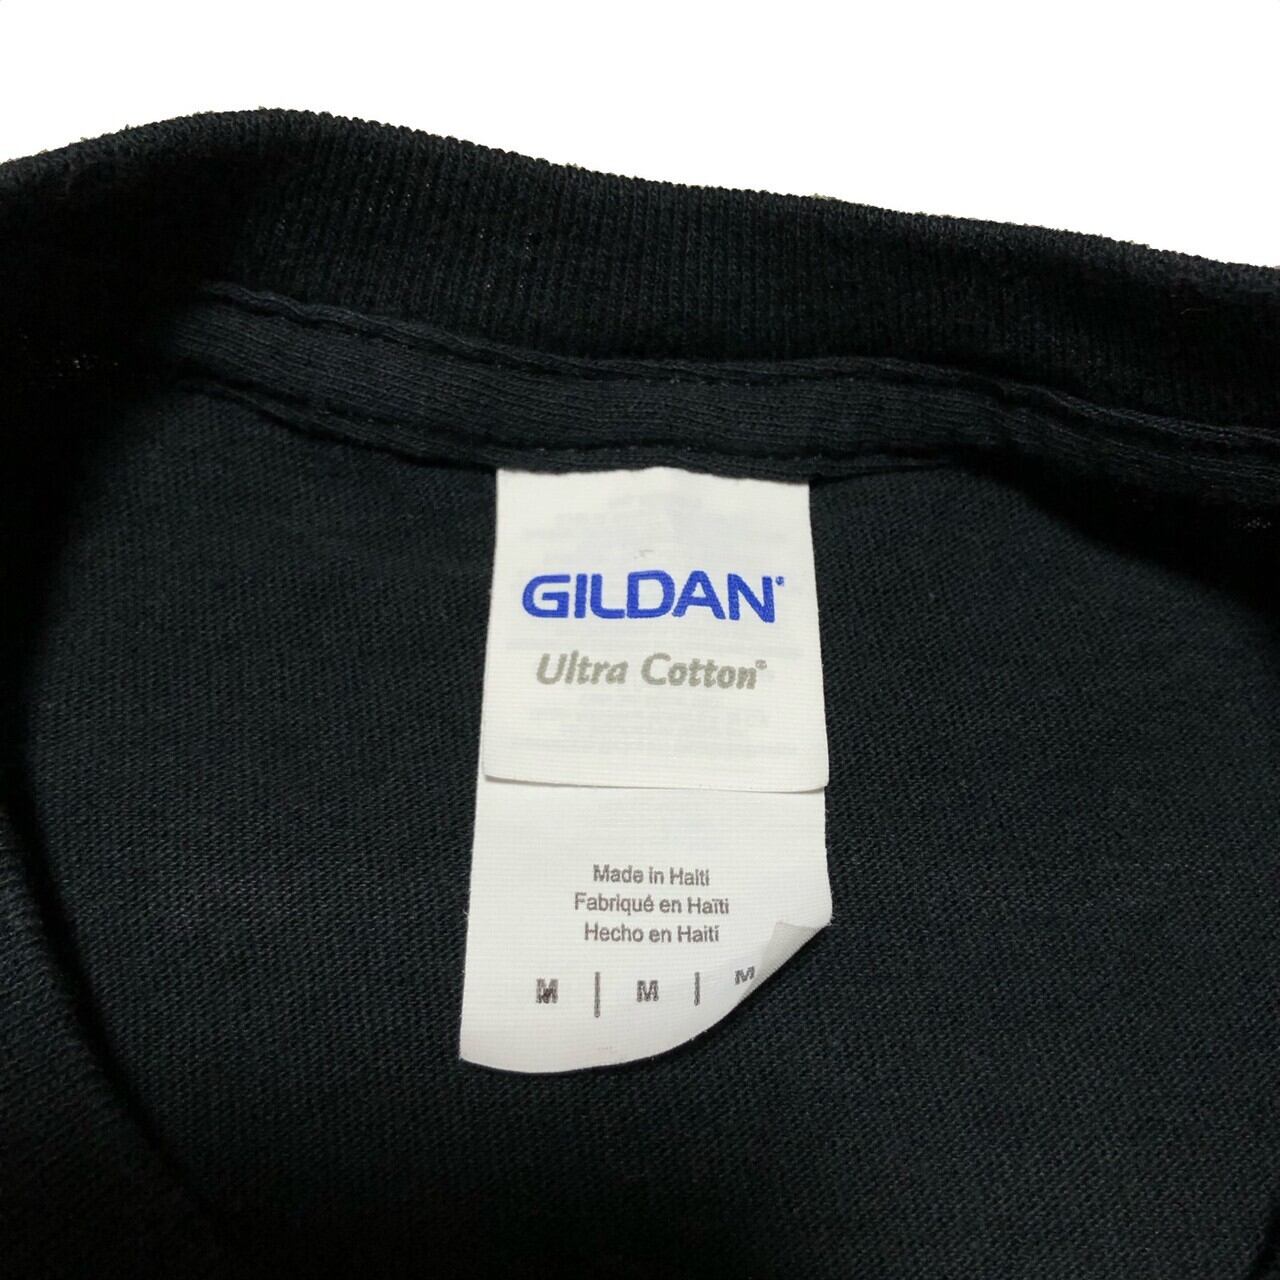 GILDAN®
Ultra Cotton®
Made in Haiti
Fabriqué en Haïti
Hecho en Haití
M | M | M